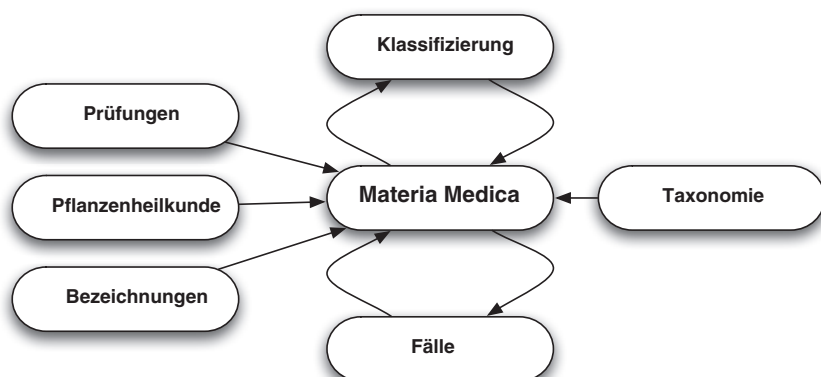 Klassifizierung
Prüfungen
Materia Medica
Pflanzenheilkunde
Taxonomie
Bezeichnungen
Fälle